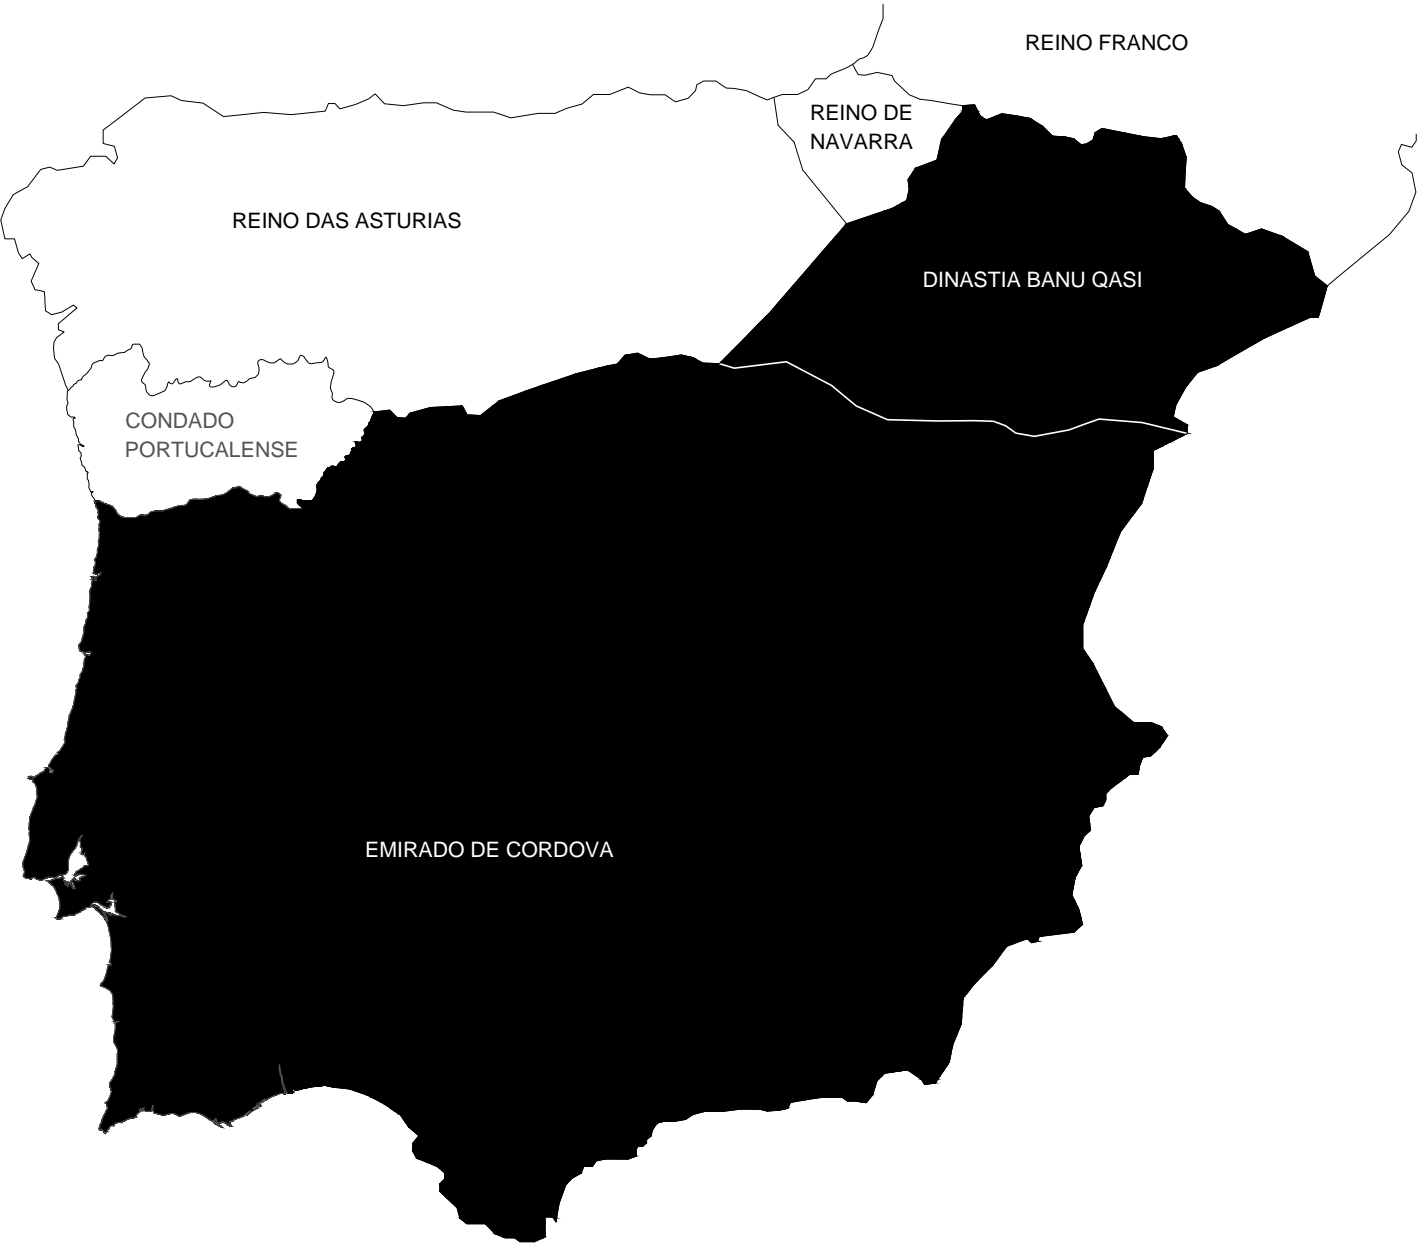 REINO FRANCO
REINO DE
NAVARRA
REINO DAS ASTURIAS
DINASTIA BANU QASI
CONDADO
PORTUCALENSE
EMIRADO DE CORDOVA